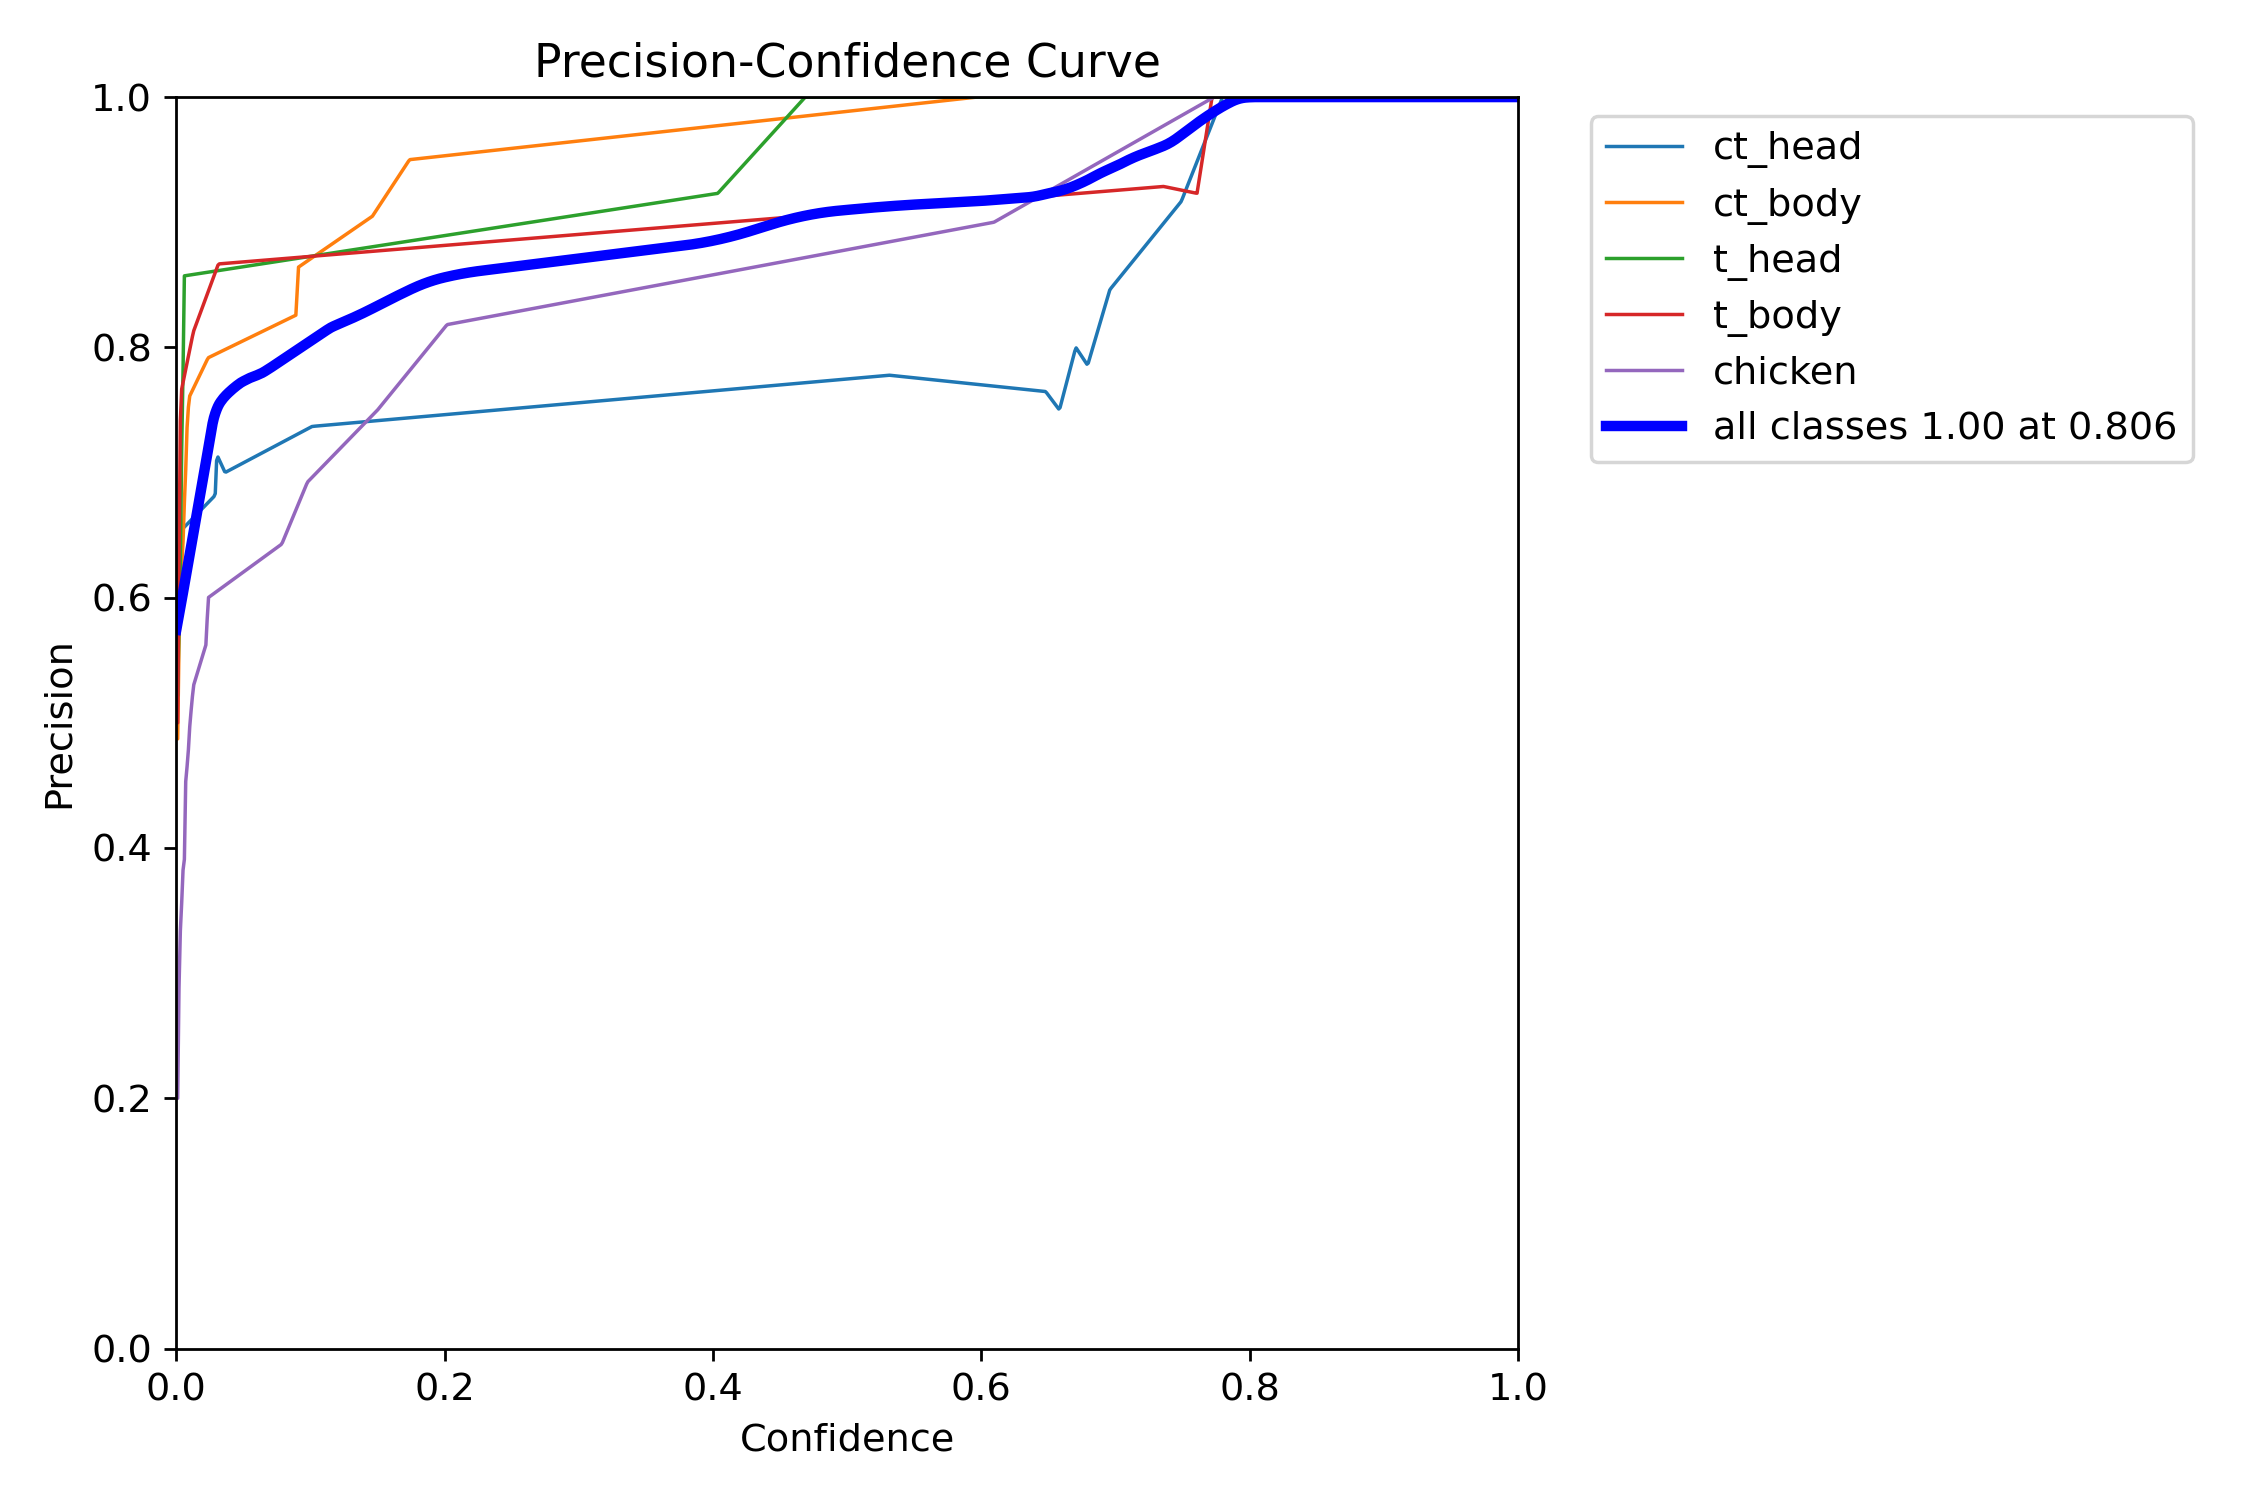 Precision-Confidence Curve
1.0
0.8
0.6
0.4
0.2
0.0
Precision
0.0 0.2 0.4 0.6 0.8 1.0
Confidence
ct_head
ct_body
t_head
t_body
chicken
all classes 1.00 at 0.806